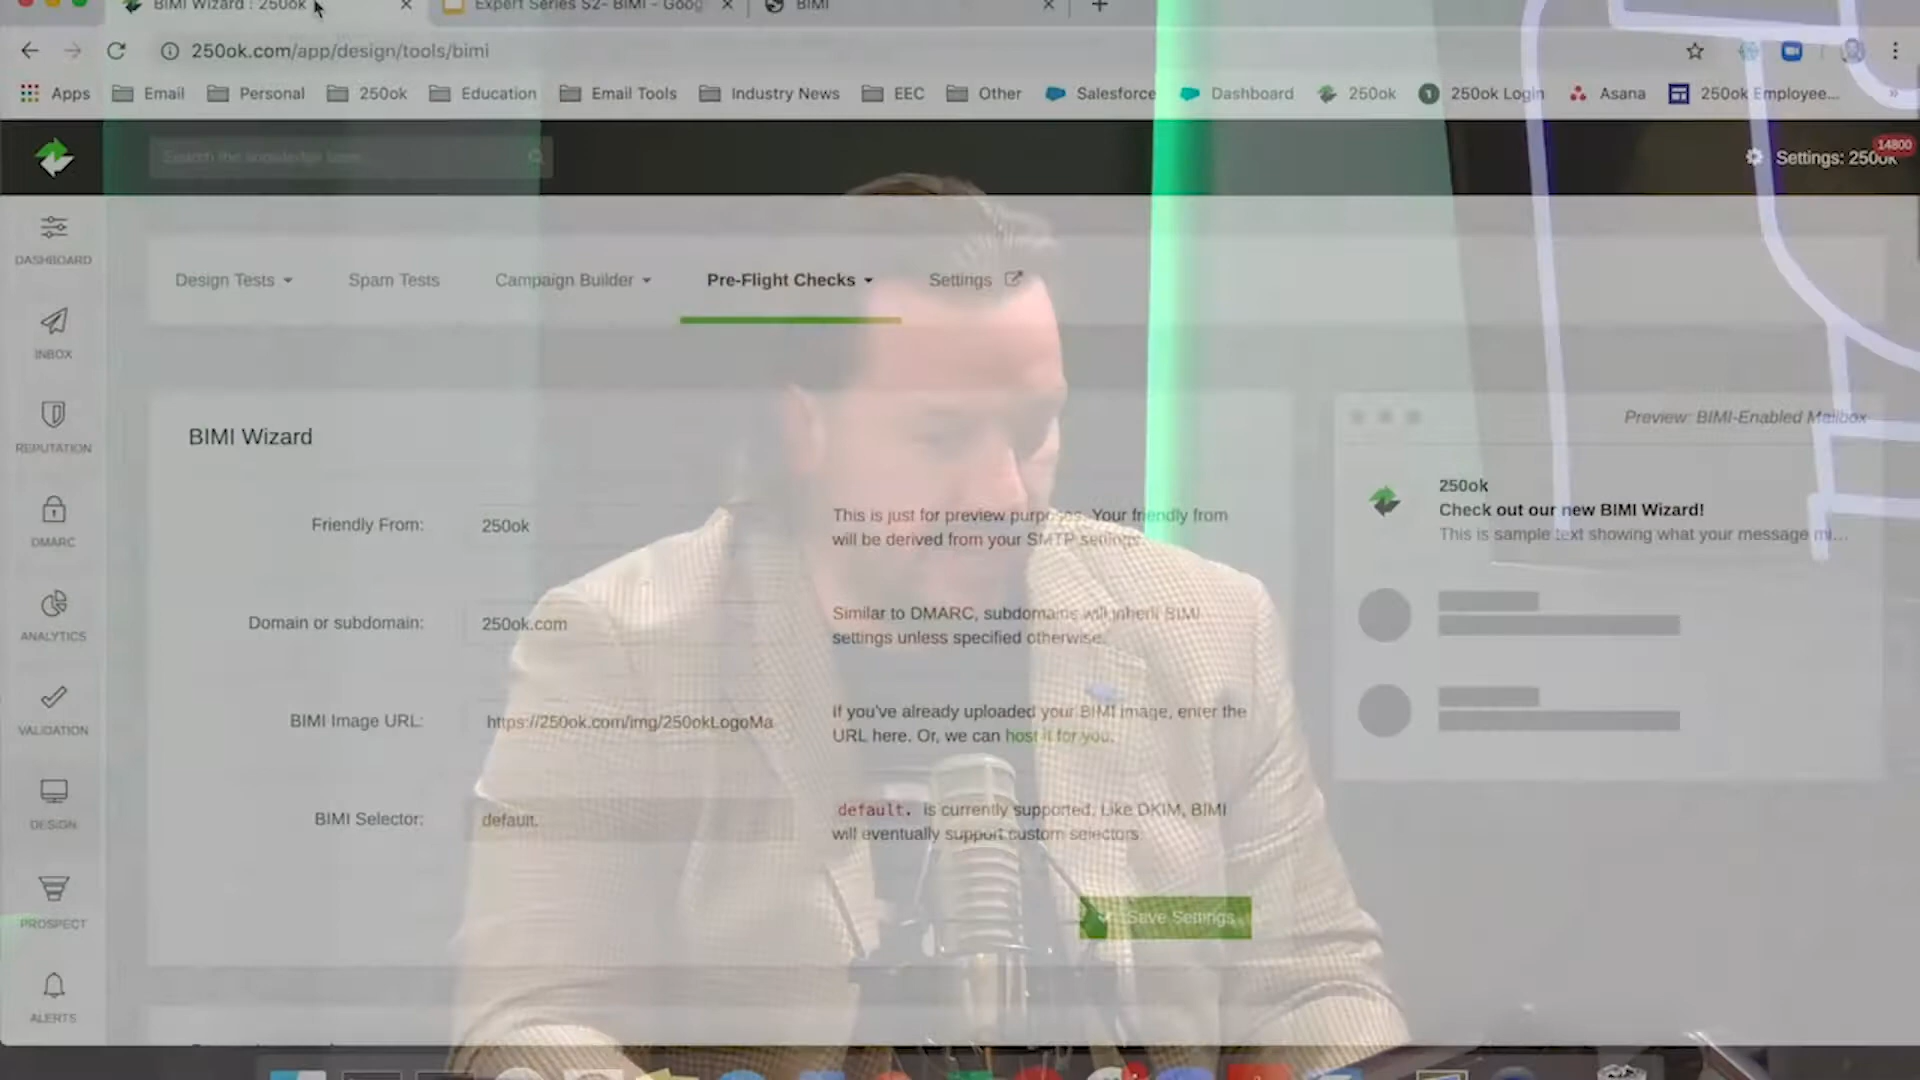 BIMI Wizard : 250ok
Expert Series S2- BIMI - Goog
BIMI
250ok.com/app/design/tools/bimi
Apps
Email
Personal
250ok
Education
Email Tools
Industry News
EEC
Other
Salesforce
Dashboard
250ok
250ok Login
Asana
250ok Employee...
»
Search the knowledge base
Settings: 250ok
14800
DASHBOARD
INBOX
REPUTATION
DMARC
ANALYTICS
VALIDATION
DESIGN
PROSPECT
ALERTS
Design Tests
Spam Tests
Campaign Builder
Pre-Flight Checks
Settings
BIMI Wizard
Friendly From:
250ok
This is just for preview purposes. Your friendly from
will be derived from your SMTP settings.
Domain or subdomain:
250ok.com
Similar to DMARC, subdomains will inherit BIMI
settings unless specified otherwise.
BIMI Image URL:
https://250ok.com/img/250okLogoMa
If you've already uploaded your BIMI image, enter the
URL here. Or, we can host it for you.
BIMI Selector:
default.
default. is currently supported. Like DKIM, BIMI
will eventually support custom selectors.
Save Settings
Preview: BIMI-Enabled Mailbox
250ok
Check out our new BIMI Wizard!
This is sample text showing what your message mi...